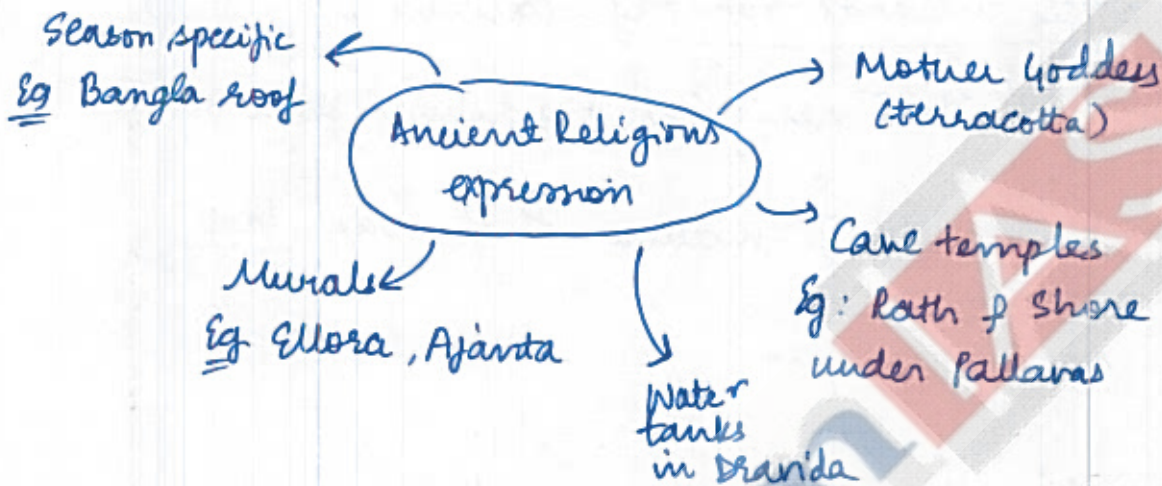 Season specific
Eg Bangla roof
Ancient Religious
expression
Mother Goddess
(terracotta)
Cave temples
Eg: Rath & Shore
under Pallavas
Murals
Eg Ellora, Ajanta
Water
tanks
in Dravida
IAS